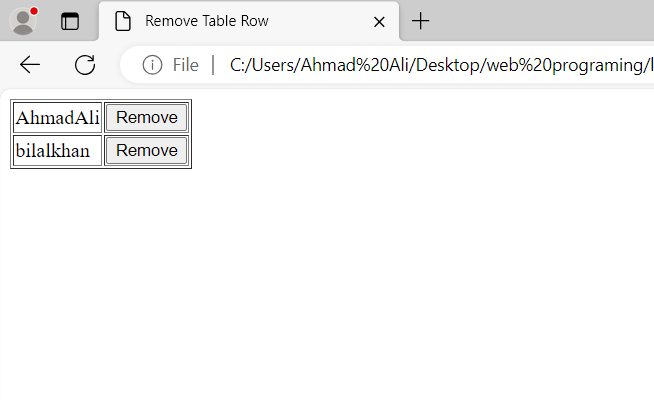 Remove Table Row
File C:/Users/Ahmad%20Ali/Desktop/web%20programing/l
AhmadAli Remove
bilalkhan Remove